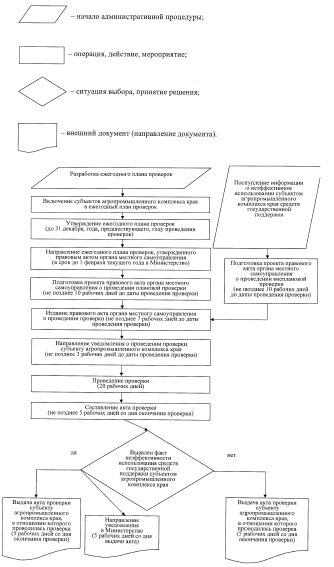 – начало административной процедуры;
– операция, действие, мероприятие;
– ситуация выбора, принятие решения;
– внешний документ (направление документа).
Разработка ежегодного плана проверок
Поступление информации
о неэффективном
использовании субъектом
агропромышленного
комплекса края средств
государственной
поддержки
Включение субъектов агропромышленного комплекса края
в ежегодный план проверок
Утверждение ежегодного плана проверок
(до 31 декабря, года, предшествующего, году проведения
проверок)
Направление ежегодного плана проверок, утвержденного
правовым актом органа местного самоуправления
(в срок до 1 февраля текущего года в Министерство)
Подготовка проекта правового акта органа местного
самоуправления о проведении плановой проверки
(не позднее 10 рабочих дней до даты проведения проверки)
Подготовка проекта правового
акта органа местного
самоуправления
о проведении внеплановой
проверки
(не позднее 10 рабочих дней
до даты проведения проверки)
Издание правового акта органа местного самоуправления
о проведении проверки (не позднее 7 рабочих дней до даты
проведения проверки)
Направление уведомления о проведении проверки
субъекту агропромышленного комплекса края
(не позднее 3 рабочих дней до даты проведения проверки)
Проведение проверки
(20 рабочих дней)
Составление акта проверки
(не позднее 5 рабочих дней со дня окончания проверки)
Выявлен факт
неэффективности
использования средств
государственной
поддержки субъектом
агропромышленного
комплекса края
да
нет
Выдача акта проверки
субъекту
агропромышленного
комплекса края,
в отношении которого
проводилась проверка
(5 рабочих дней со дня
окончания проверки)
Направление
уведомления
в Министерство
(5 рабочих дней со дня
выдачи акта)
Выдача акта проверки
субъекту
агропромышленного
комплекса края,
в отношении которого
проводилась проверка
(5 рабочих дней со дня
окончания проверки)